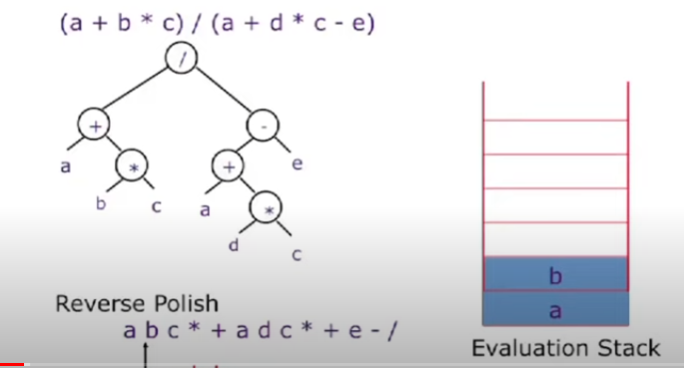 (a + b * c) / (a + d * c - e)
/
+
-
a
*
+
e
b
c
a
*
d
c
b
a
Reverse Polish
a b c * + a d c * + e - /
Evaluation Stack